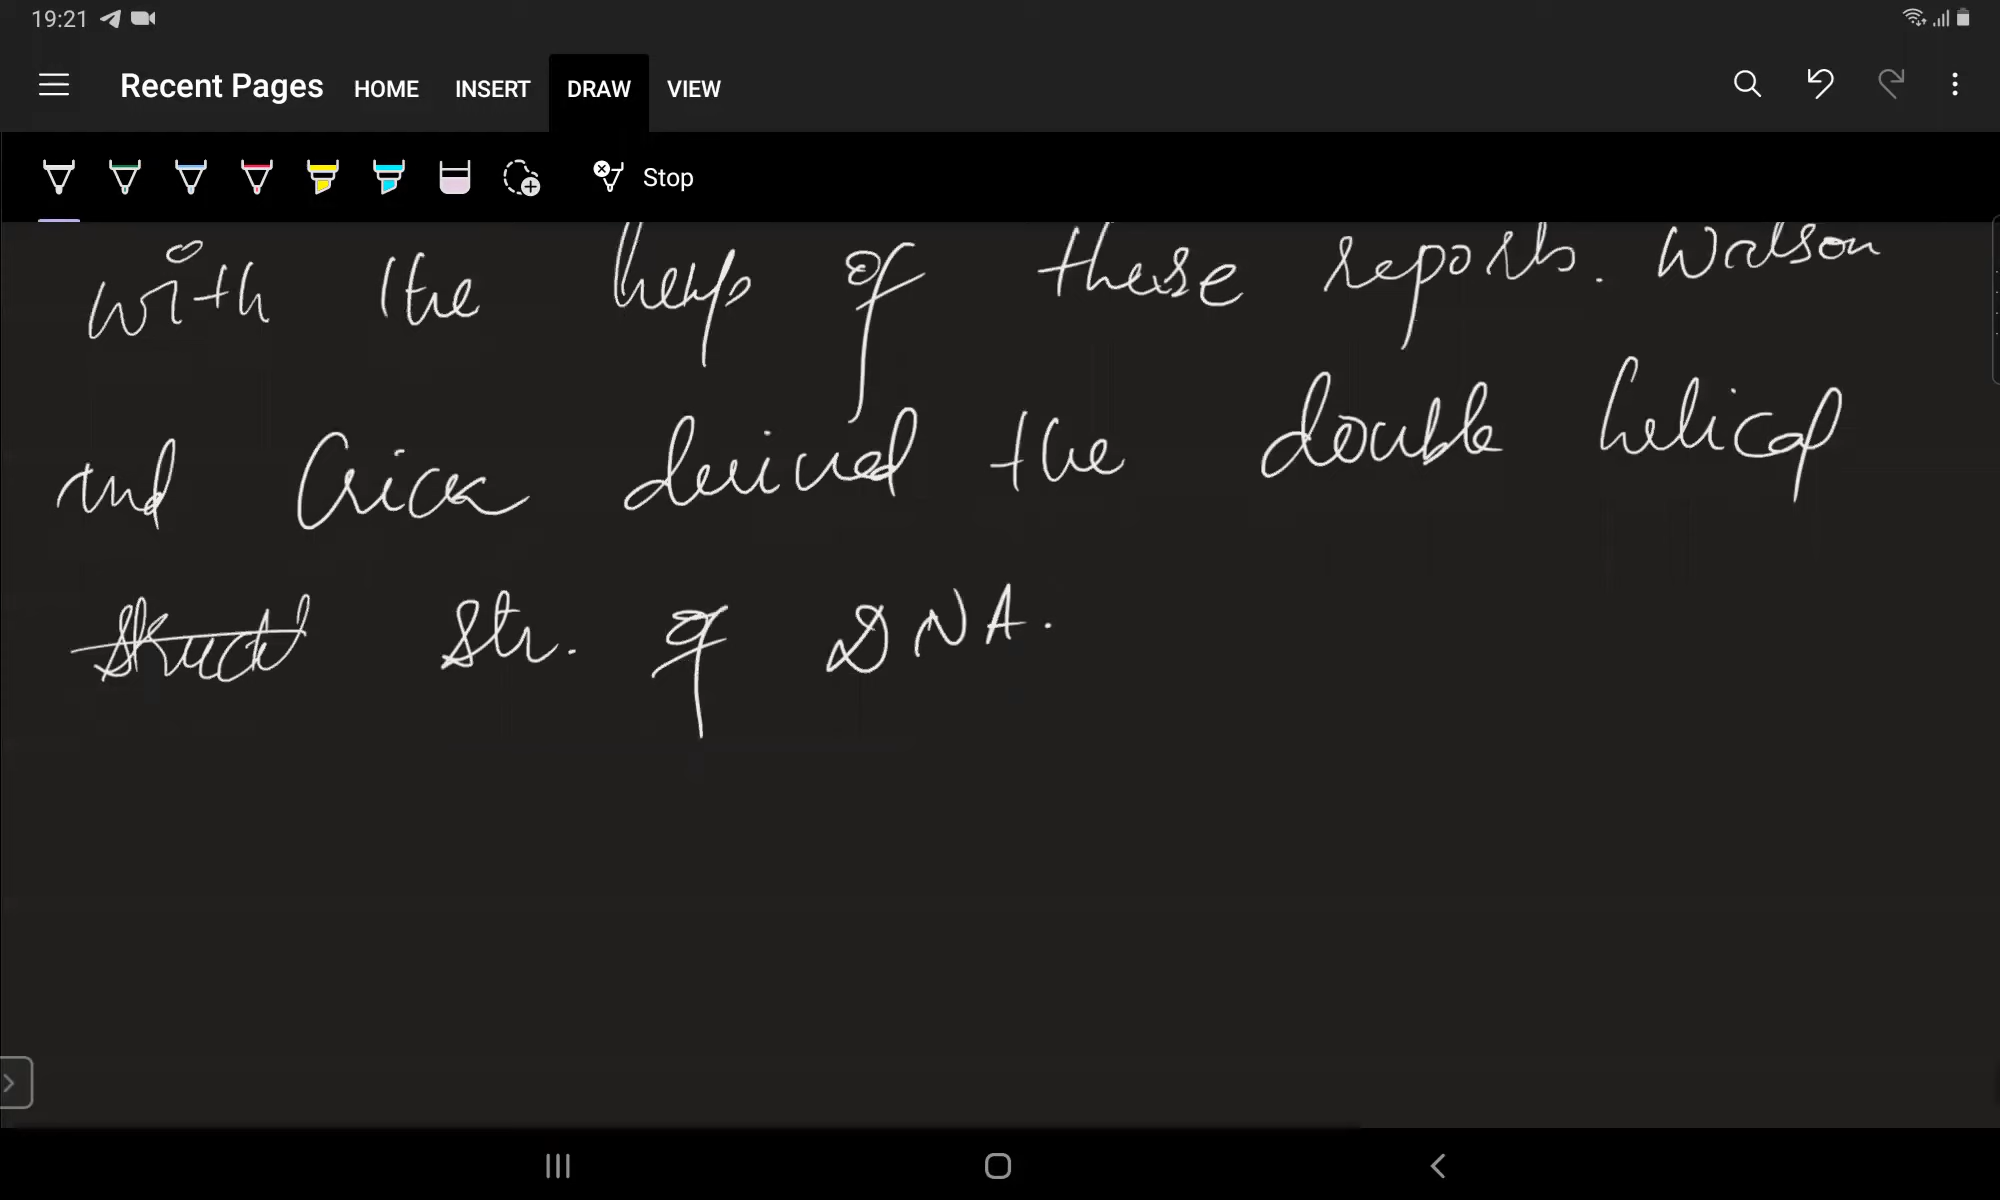 19:21
Recent Pages HOME INSERT DRAW VIEW
Stop
with the help of these reports. Watson
and Crick derived the double helical
Struct str. of DNA.